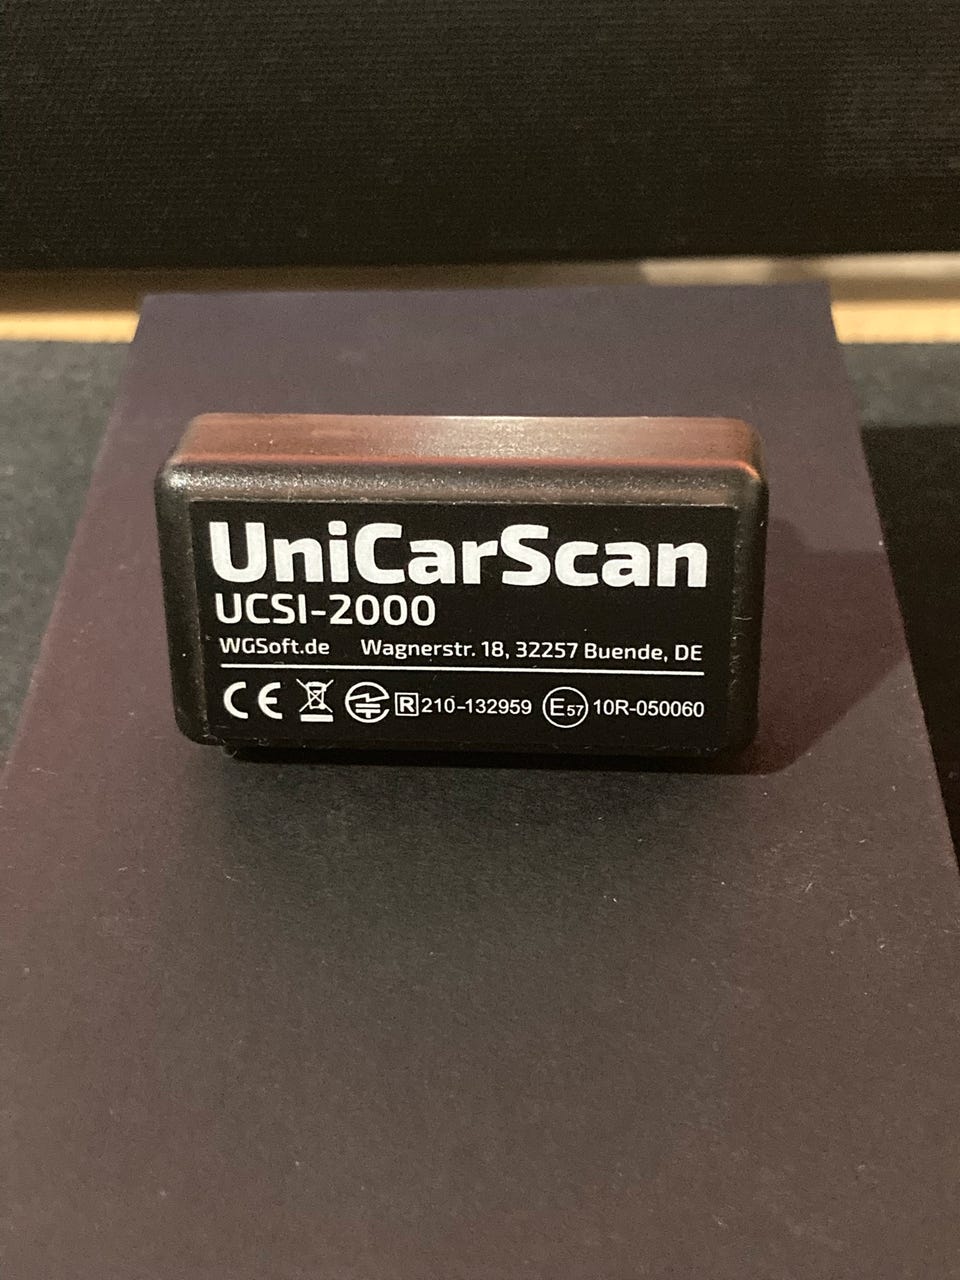 UniCarScan
UCSI-2000
WGSoft.de Wagnerstr. 18, 32257 Buende, DE
CE R 210-132959 E57 10R-050060